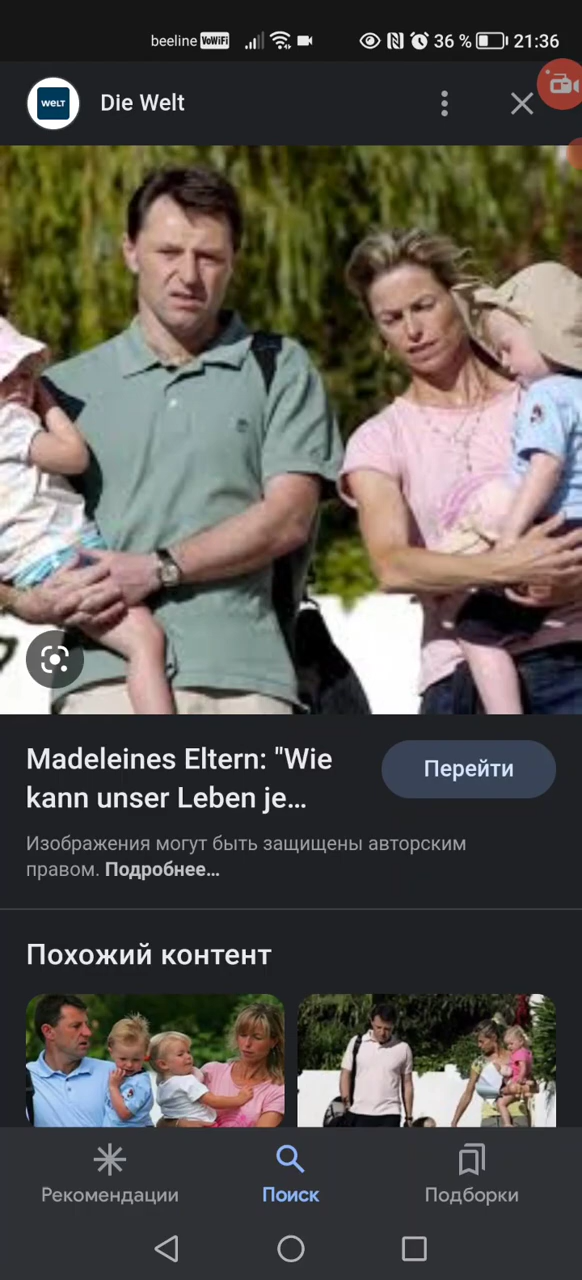 beeline VoWiFi 36 % 21:36
WELT Die Welt
Madeleines Eltern: "Wie
kann unser Leben je...
Перейти
Изображения могут быть защищены авторским
правом. Подробнее...
Похожий контент
Рекомендации Поиск Подборки